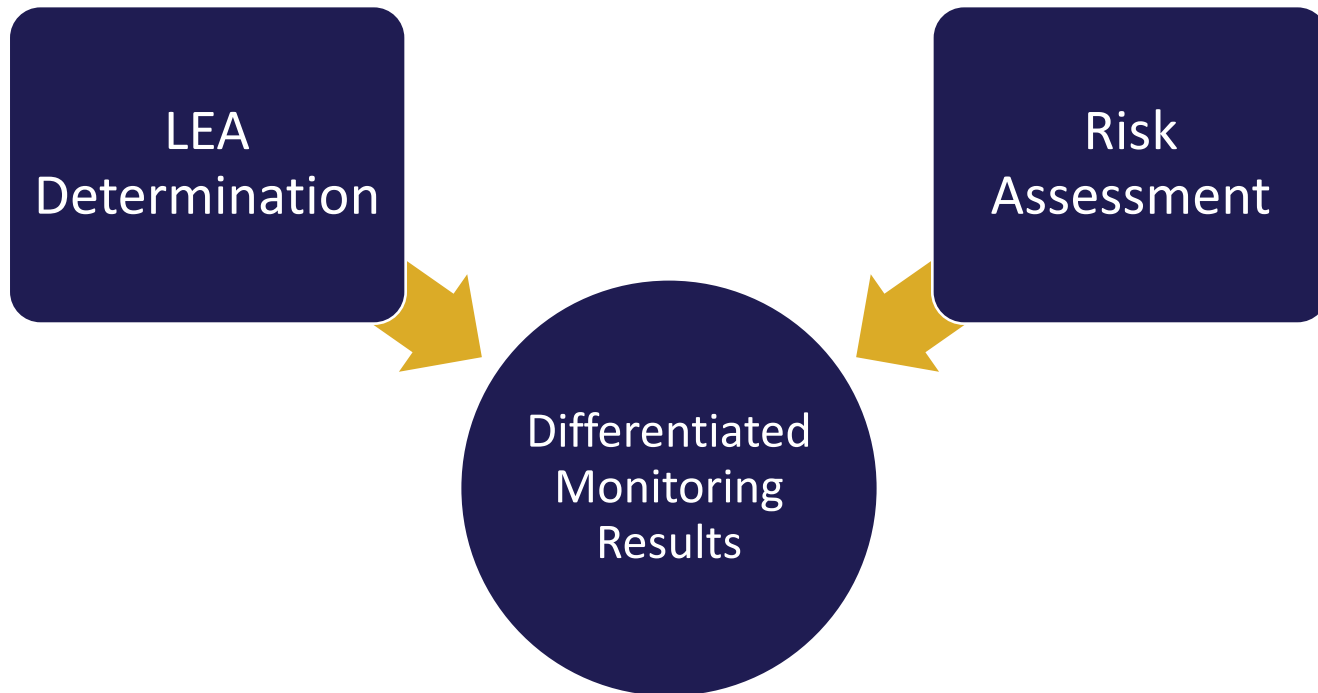 LEA
Determination
Risk
Assessment
Differentiated
Monitoring
Results